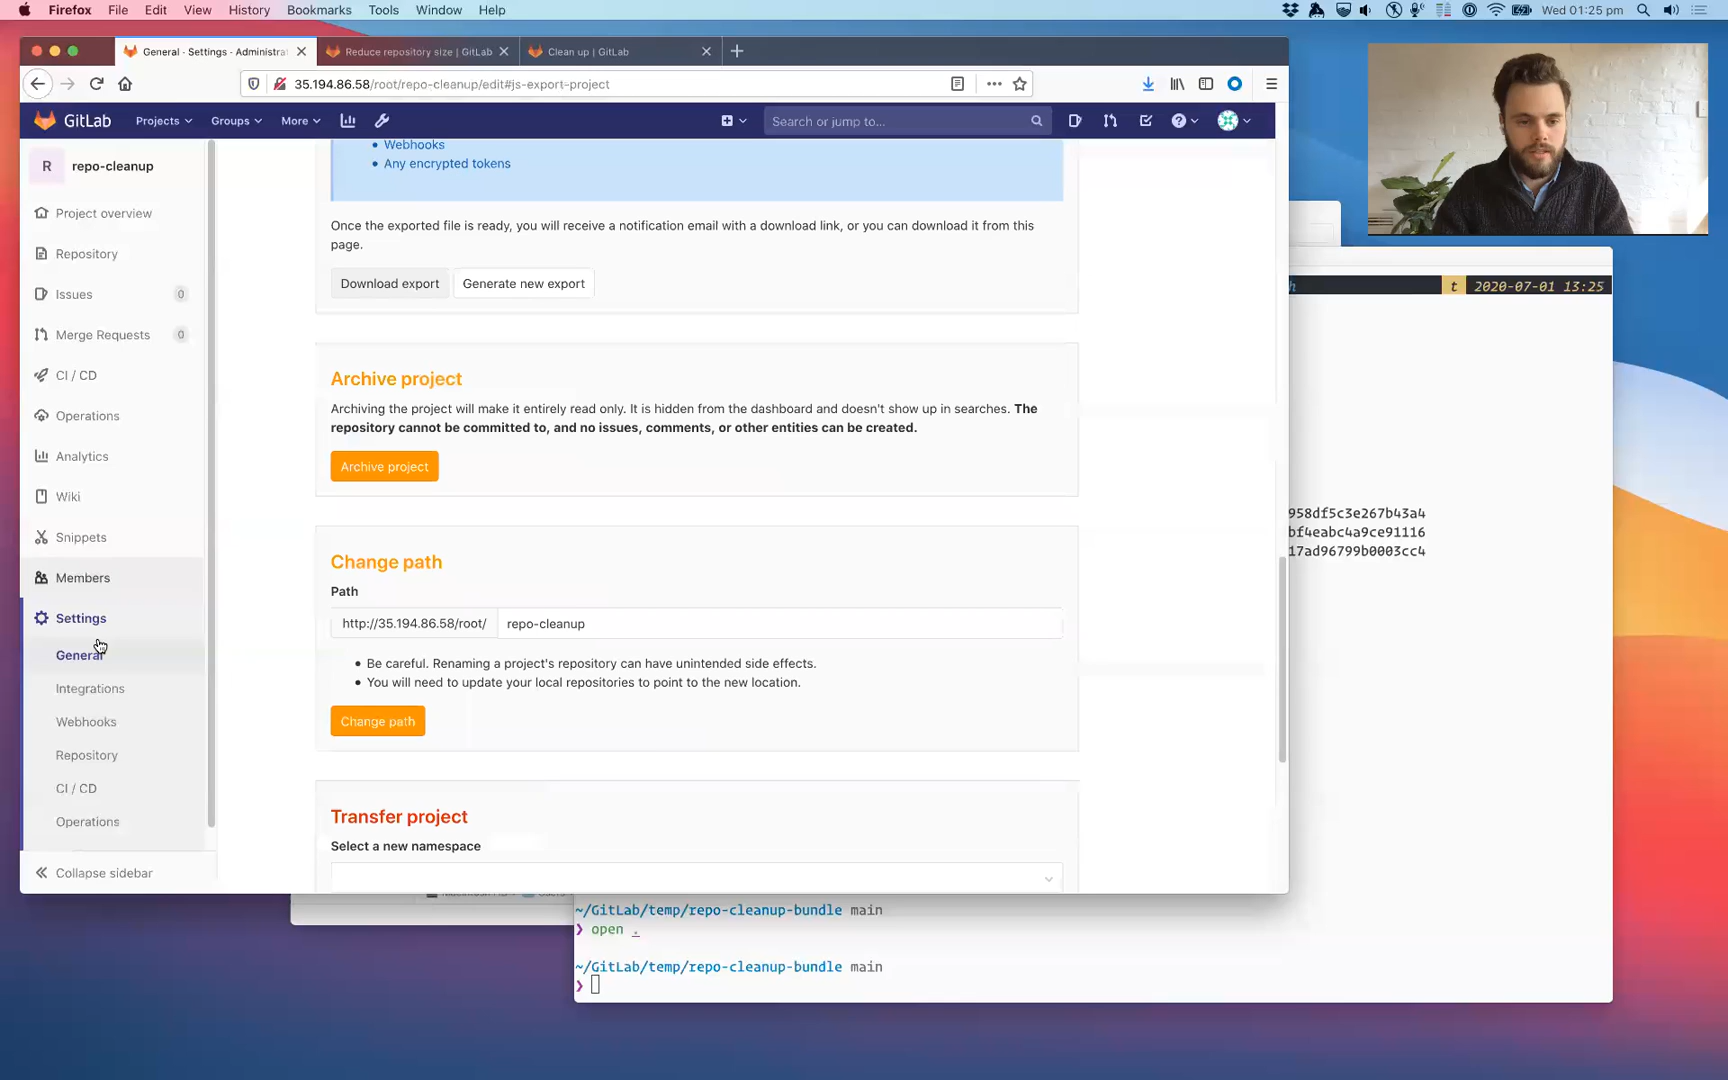 Firefox File Edit View History Bookmarks Tools Window Help
Wed 01:25 pm
General · Settings · Administrat
Reduce repository size | GitLab
Clean up | GitLab
35.194.86.58/root/repo-cleanup/edit#js-export-project
GitLab Projects Groups More
Search or jump to...
R repo-cleanup
Project overview
Repository
Issues 0
Merge Requests 0
CI / CD
Operations
Analytics
Wiki
Snippets
Members
Settings
General
Integrations
Webhooks
Repository
CI / CD
Operations
Collapse sidebar
Webhooks
Any encrypted tokens
Once the exported file is ready, you will receive a notification email with a download link, or you can download it from this
page.
Download export Generate new export
Archive project
Archiving the project will make it entirely read only. It is hidden from the dashboard and doesn't show up in searches. The
repository cannot be committed to, and no issues, comments, or other entities can be created.
Archive project
Change path
Path
http://35.194.86.58/root/ repo-cleanup
Be careful. Renaming a project's repository can have unintended side effects.
You will need to update your local repositories to point to the new location.
Change path
Transfer project
Select a new namespace
h t 2020-07-01 13:25
958df5c3e267b43a4
bf4eabc4a9ce91116
17ad96799b0003cc4
~/GitLab/temp/repo-cleanup-bundle main
❯ open .
~/GitLab/temp/repo-cleanup-bundle main
❯